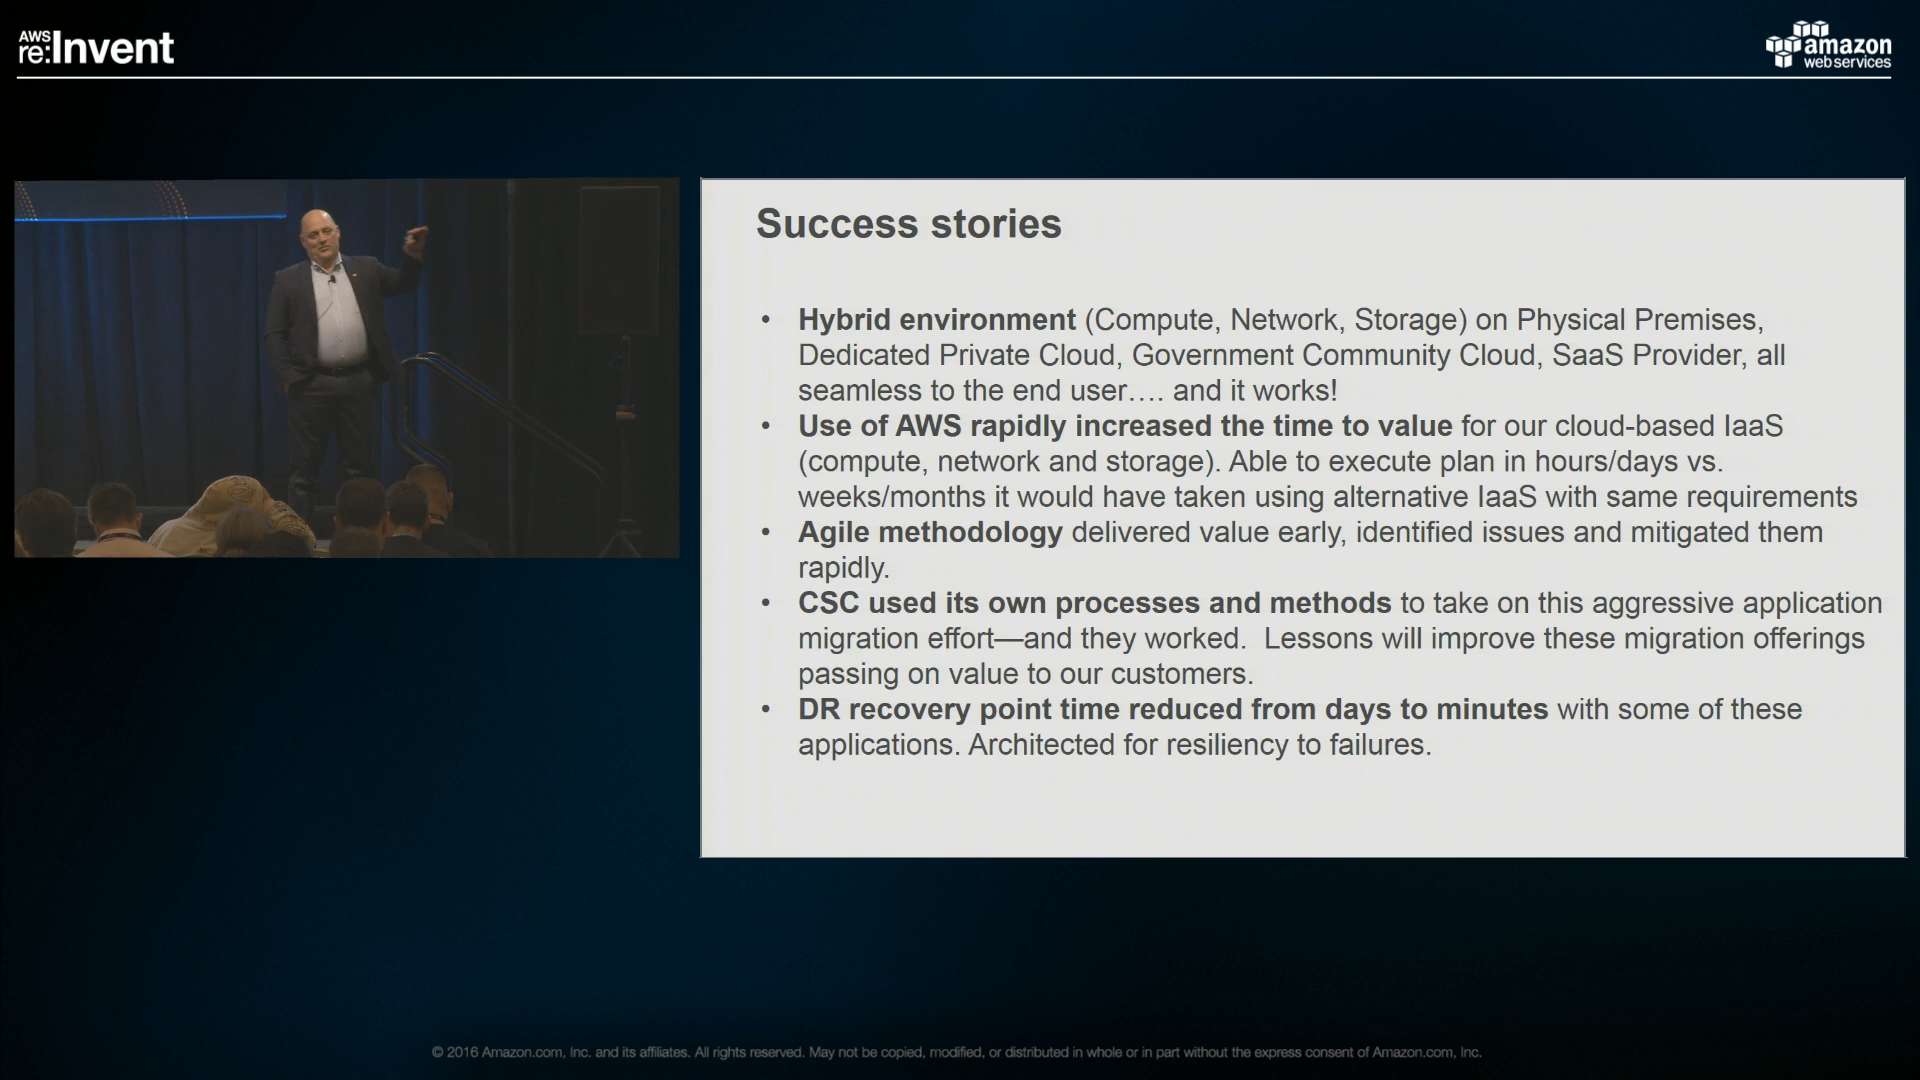 AWS
re:Invent
amazon
web services
Success stories
• Hybrid environment (Compute, Network, Storage) on Physical Premises,
Dedicated Private Cloud, Government Community Cloud, SaaS Provider, all
seamless to the end user…. and it works!
• Use of AWS rapidly increased the time to value for our cloud-based IaaS
(compute, network and storage). Able to execute plan in hours/days vs.
weeks/months it would have taken using alternative IaaS with same requirements
• Agile methodology delivered value early, identified issues and mitigated them
rapidly.
• CSC used its own processes and methods to take on this aggressive application
migration effort—and they worked.  Lessons will improve these migration offerings
passing on value to our customers.
• DR recovery point time reduced from days to minutes with some of these
applications. Architected for resiliency to failures.
© 2016 Amazon.com, Inc. and its affiliates. All rights reserved. May not be copied, modified, or distributed in whole or in part without the express consent of Amazon.com, Inc.